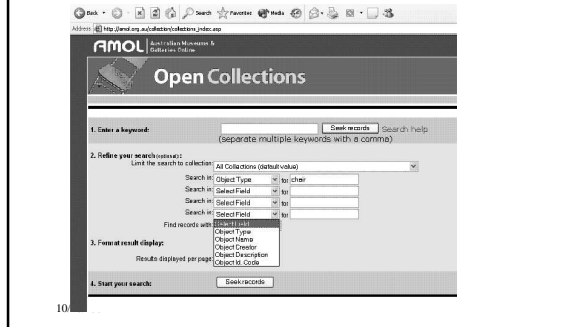 Back Search Favorites Media
Address http://amol.org.au/collection/collections_index.asp
AMOL Australian Museums & Galleries Online
Open Collections
1. Enter a keyword: Seek records Search help
(separate multiple keywords with a comma)
2. Refine your search (optional):
Limit the search to collection: All Collections (default value)
Search in: Object Type for chair
Search in: Select Field for
Search in: Select Field for
Search in: Select Field for
Find records with Select Field
Object Type
Object Name
3. Format result display:
Object Creator
Object Description
Results displayed per page:
Object Id. Code
4. Start your search: Seek records
10/